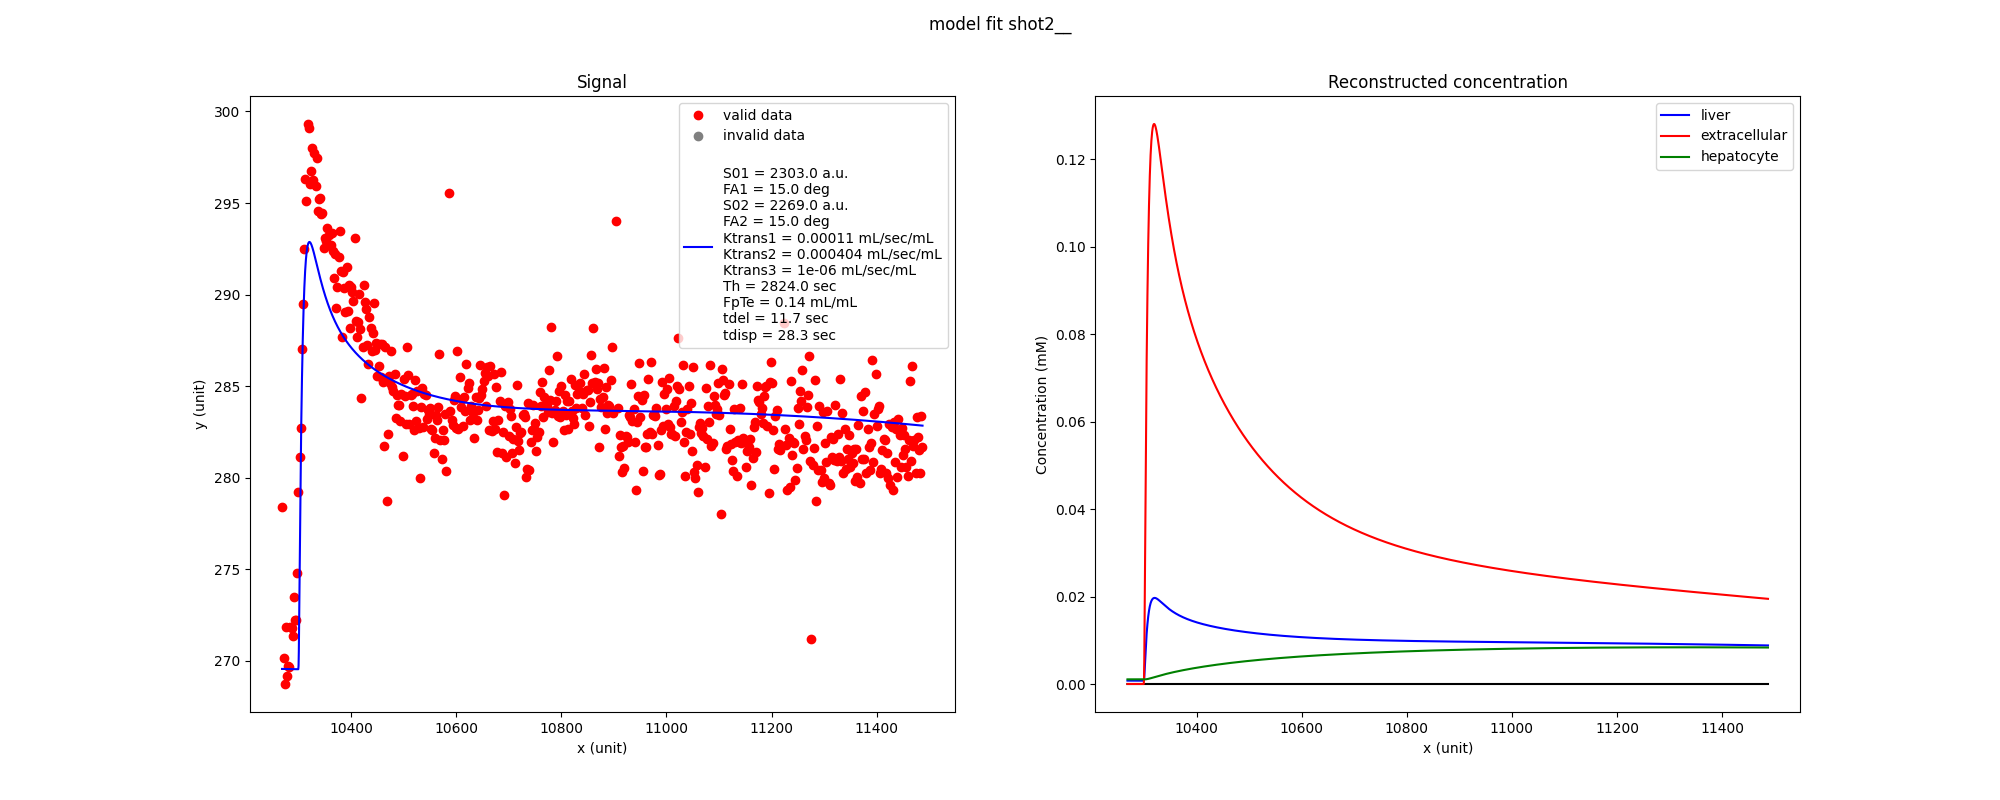 model fit shot2__
Signal
y (unit)
300
295
290
285
280
275
270
valid data
invalid data
S01 = 2303.0 a.u.
FA1 = 15.0 deg
S02 = 2269.0 a.u.
FA2 = 15.0 deg
Ktrans1 = 0.00011 mL/sec/mL
Ktrans2 = 0.000404 mL/sec/mL
Ktrans3 = 1e-06 mL/sec/mL
Th = 2824.0 sec
FpTe = 0.14 mL/mL
tdel = 11.7 sec
tdisp = 28.3 sec
10400 10600 10800 11000 11200 11400
x (unit)
Reconstructed concentration
Concentration (mM)
0.12
0.10
0.08
0.06
0.04
0.02
0.00
liver
extracellular
hepatocyte
10400 10600 10800 11000 11200 11400
x (unit)